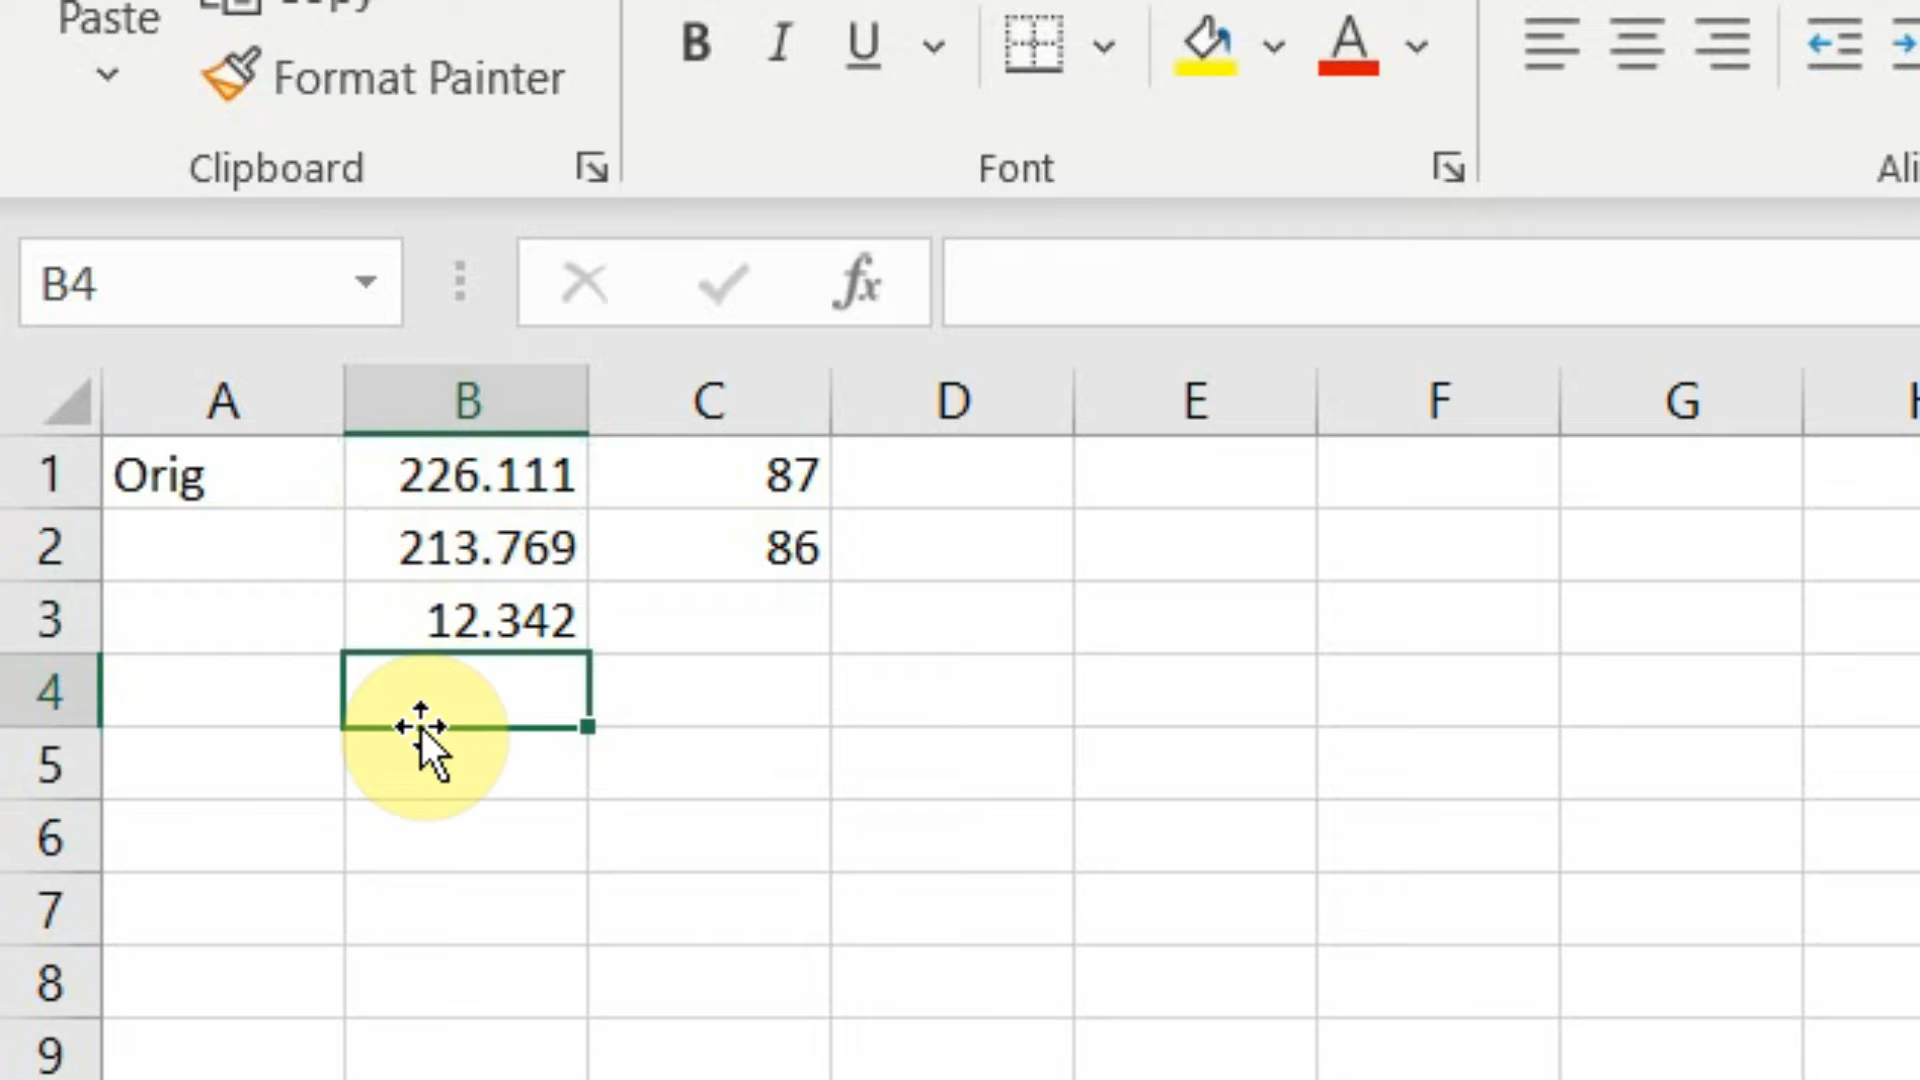 Paste
Copy
Format Painter
B I U A
Clipboard
Font
Ali
B4
fx
A B C D E F G H
1 Orig 226.111 87
2 213.769 86
3 12.342
4
5
6
7
8
9